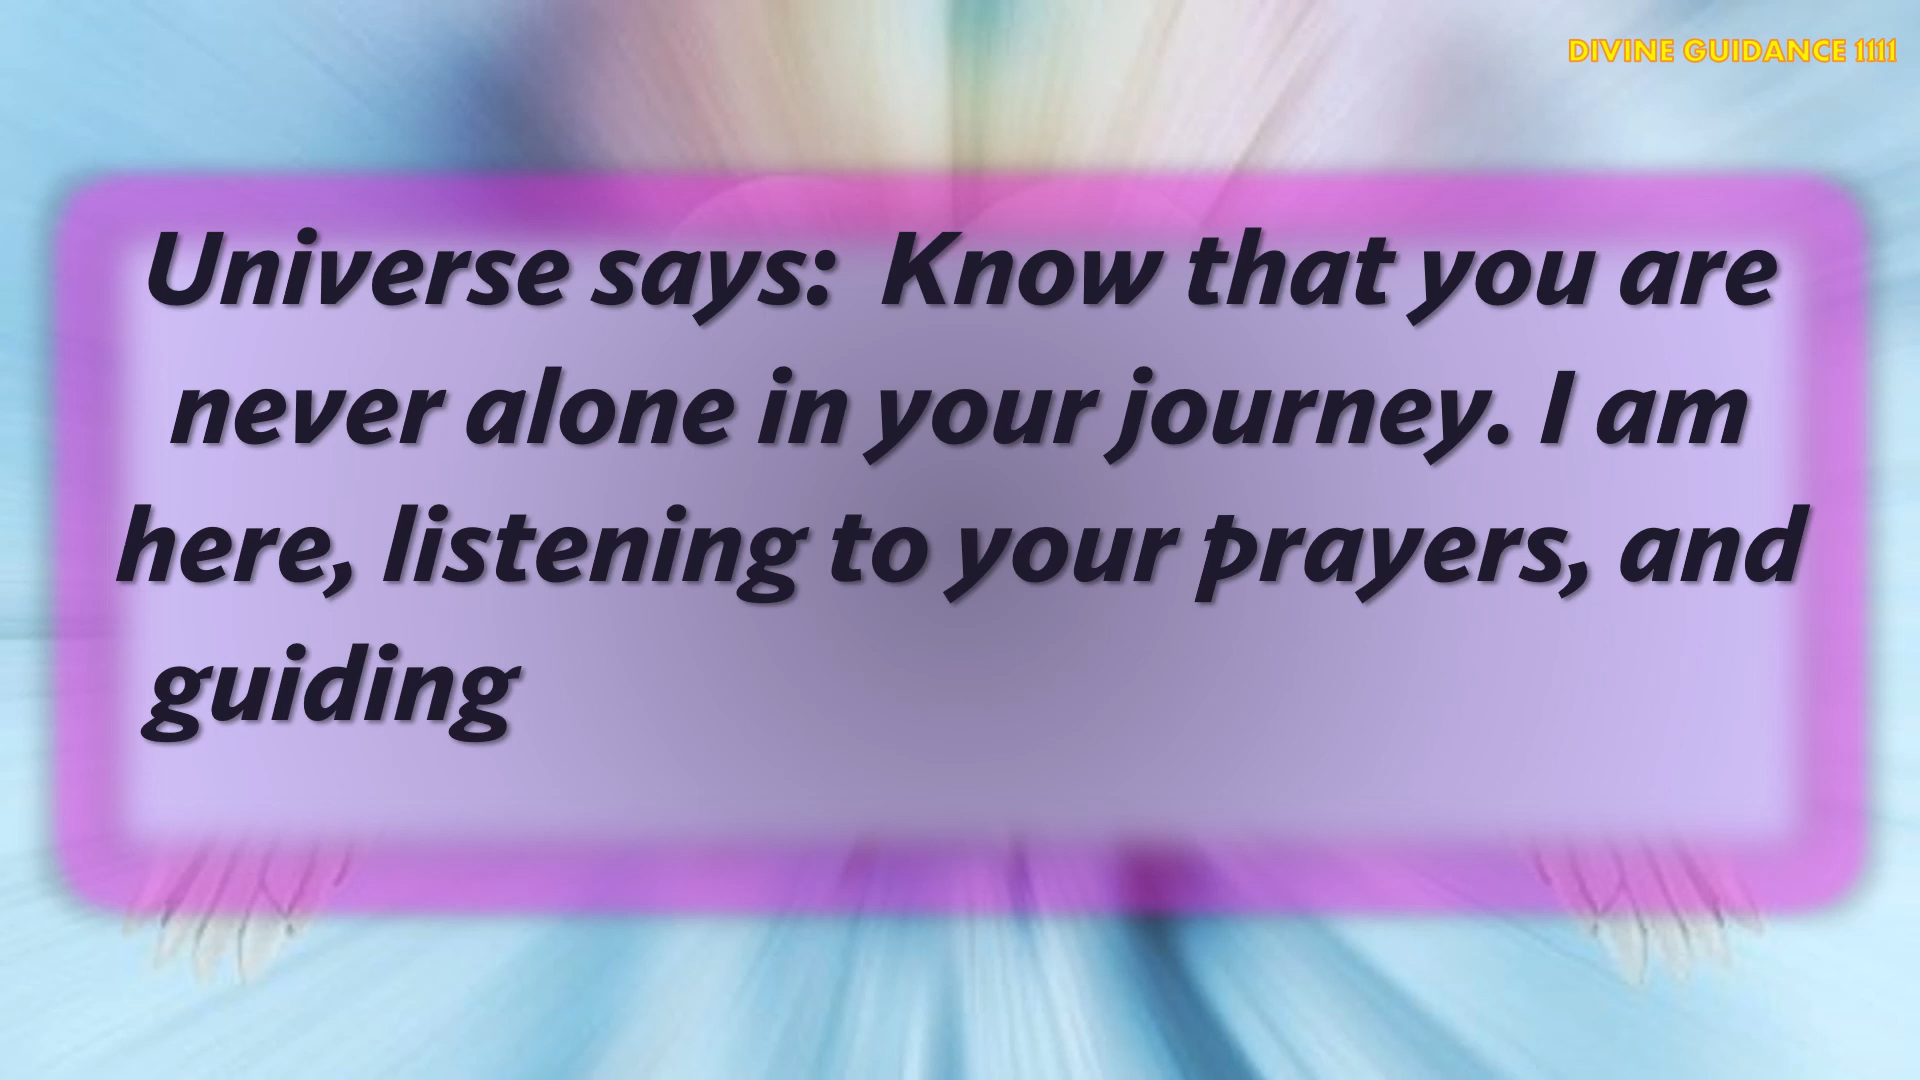 DIVINE GUIDANCE 1111
Universe says:  Know that you are
never alone in your journey. I am
here, listening to your prayers, and
guiding